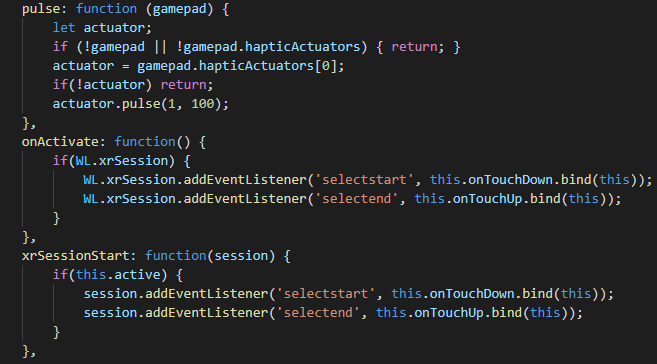 pulse: function (gamepad) {
    let actuator;
    if (!gamepad || !gamepad.hapticActuators) { return; }
    actuator = gamepad.hapticActuators[0];
    if(!actuator) return;
    actuator.pulse(1, 100);
},
onActivate: function() {
    if(WL.xrSession) {
        WL.xrSession.addEventListener('selectstart', this.onTouchDown.bind(this));
        WL.xrSession.addEventListener('selectend', this.onTouchUp.bind(this));
    }
},
xrSessionStart: function(session) {
    if(this.active) {
        session.addEventListener('selectstart', this.onTouchDown.bind(this));
        session.addEventListener('selectend', this.onTouchUp.bind(this));
    }
},